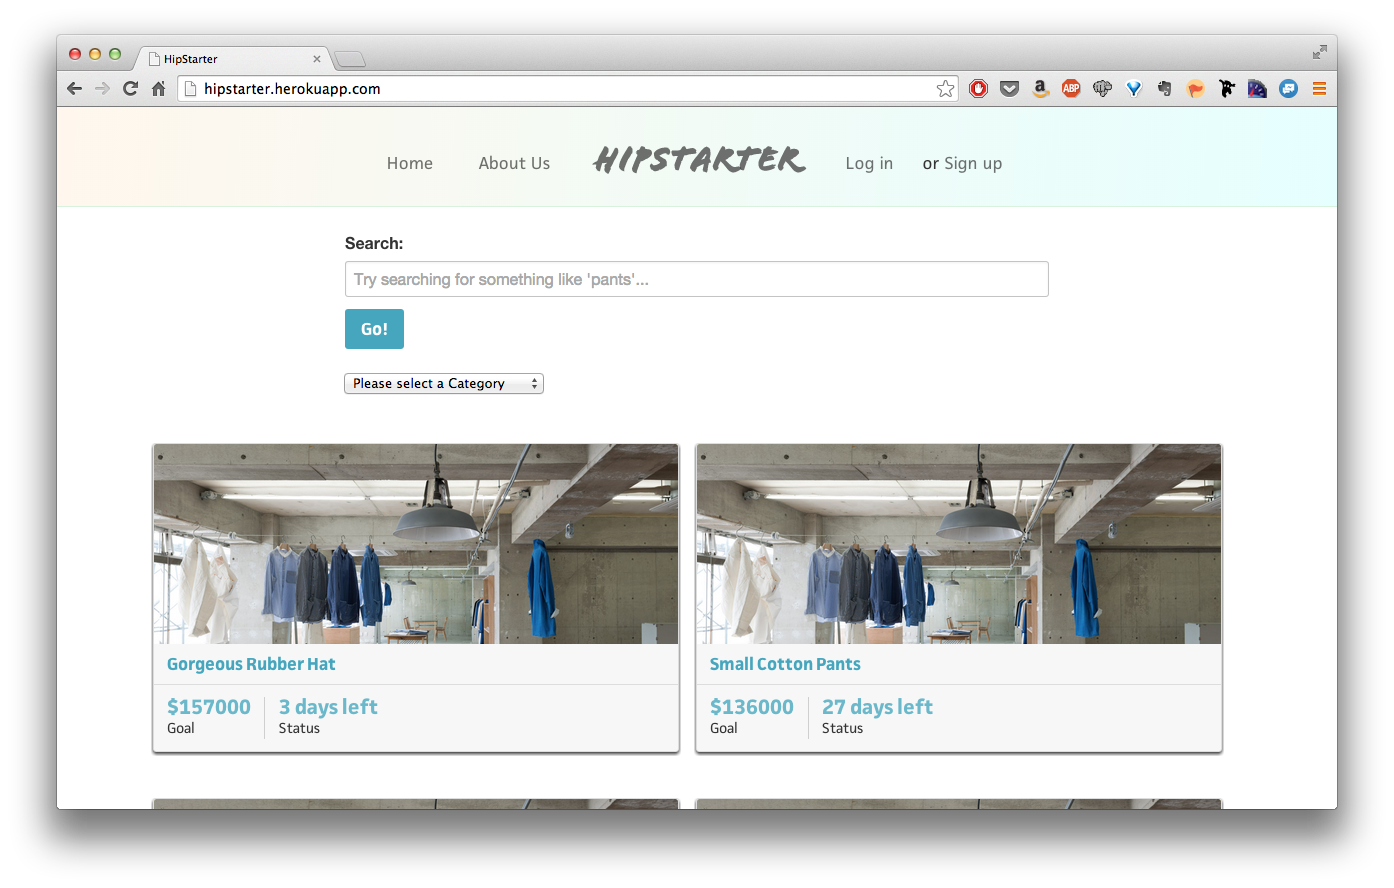 HipStarter
hipstarter.herokuapp.com
ABP
Home About Us HIPSTARTER Log in or Sign up
Search:
Try searching for something like 'pants'...
Go!
Please select a Category
Gorgeous Rubber Hat
$157000 3 days left
Goal Status
Small Cotton Pants
$136000 27 days left
Goal Status